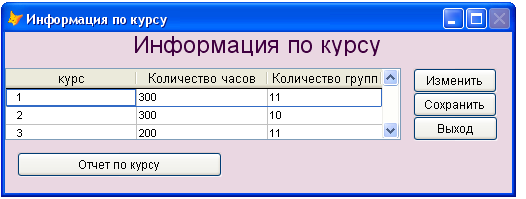 Информация по курсу
Информация по курсу
курс Количество часов Количество групп
1 300 11
2 300 10
3 200 11
Изменить
Сохранить
Выход
Отчет по курсу